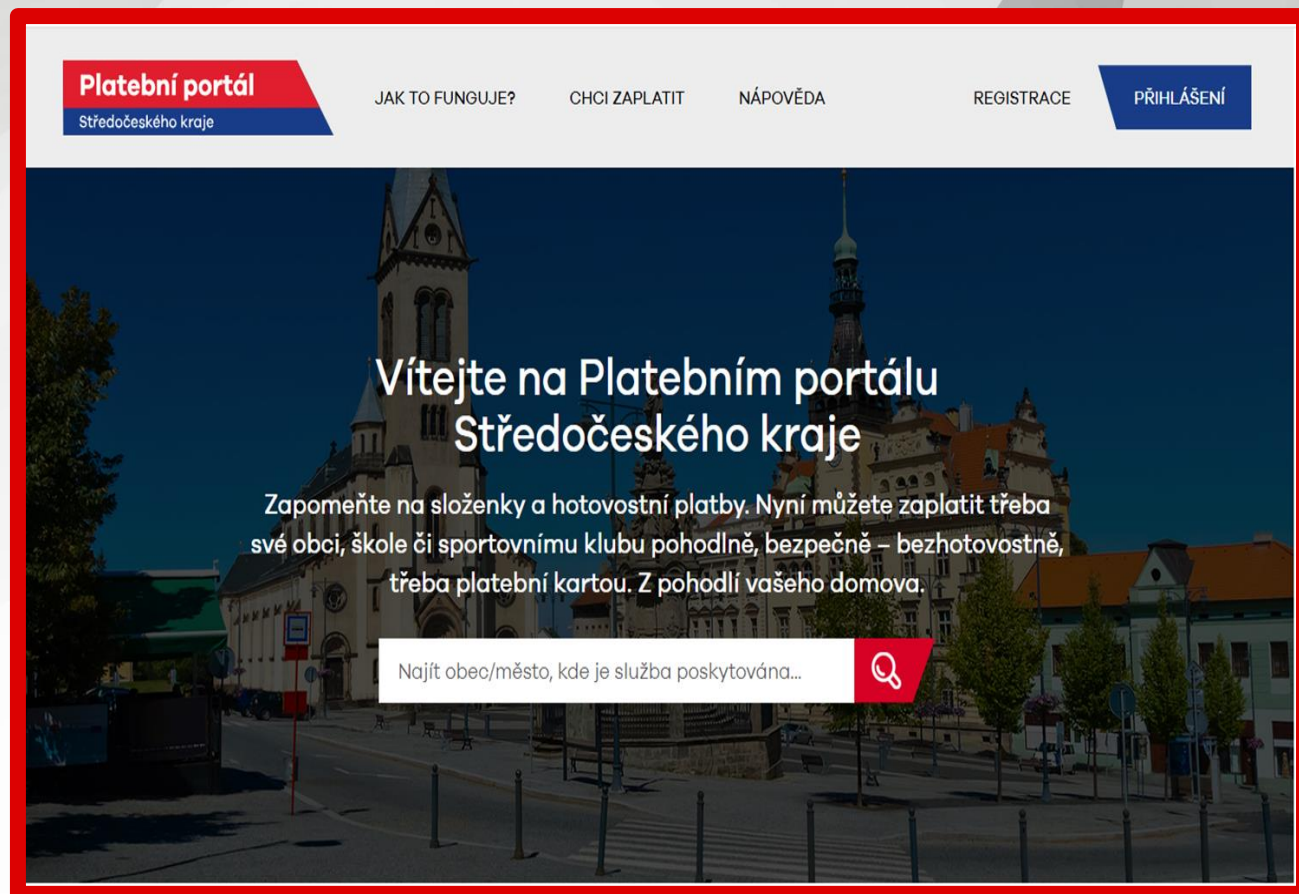 Platební portál
Středočeského kraje
JAK TO FUNGUJE?
CHCI ZAPLATIT
NÁPOVĚDA
REGISTRACE
PŘIHLÁŠENÍ
Vítejte na Platebním portálu
Středočeského kraje
Zapomeňte na složenky a hotovostní platby. Nyní můžete zaplatit třeba
své obci, škole či sportovnímu klubu pohodlně, bezpečně – bezhotovostně,
třeba platební kartou. Z pohodlí vašeho domova.
Najít obec/město, kde je služba poskytována...